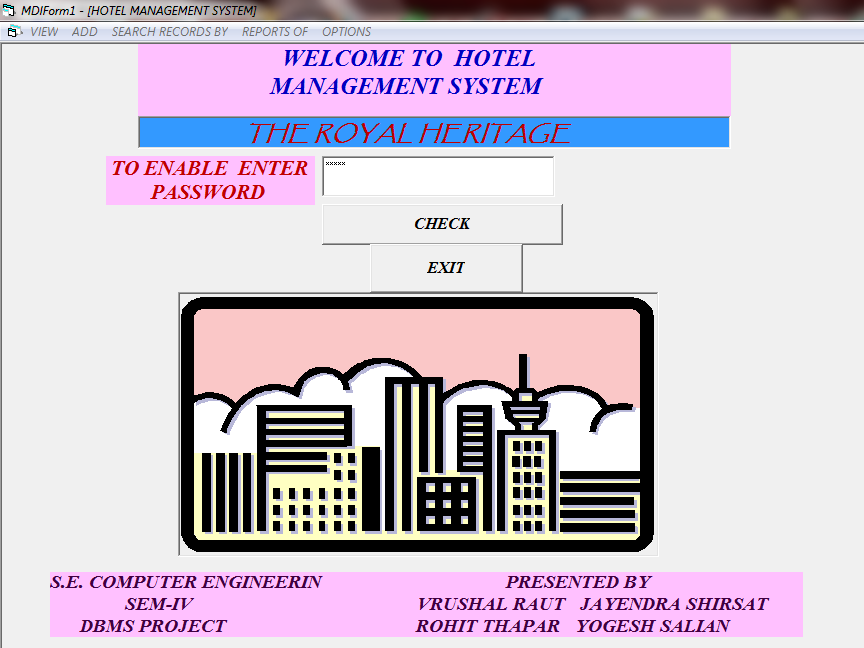 MDIForm1 - [HOTEL MANAGEMENT SYSTEM]
VIEW ADD SEARCH RECORDS BY REPORTS OF OPTIONS
WELCOME TO HOTEL
MANAGEMENT SYSTEM
THE ROYAL HERITAGE
TO ENABLE ENTER
PASSWORD
*****
CHECK
EXIT
S.E. COMPUTER ENGINEERIN
SEM-IV
DBMS PROJECT
PRESENTED BY
VRUSHAL RAUT JAYENDRA SHIRSAT
ROHIT THAPAR YOGESH SALIAN